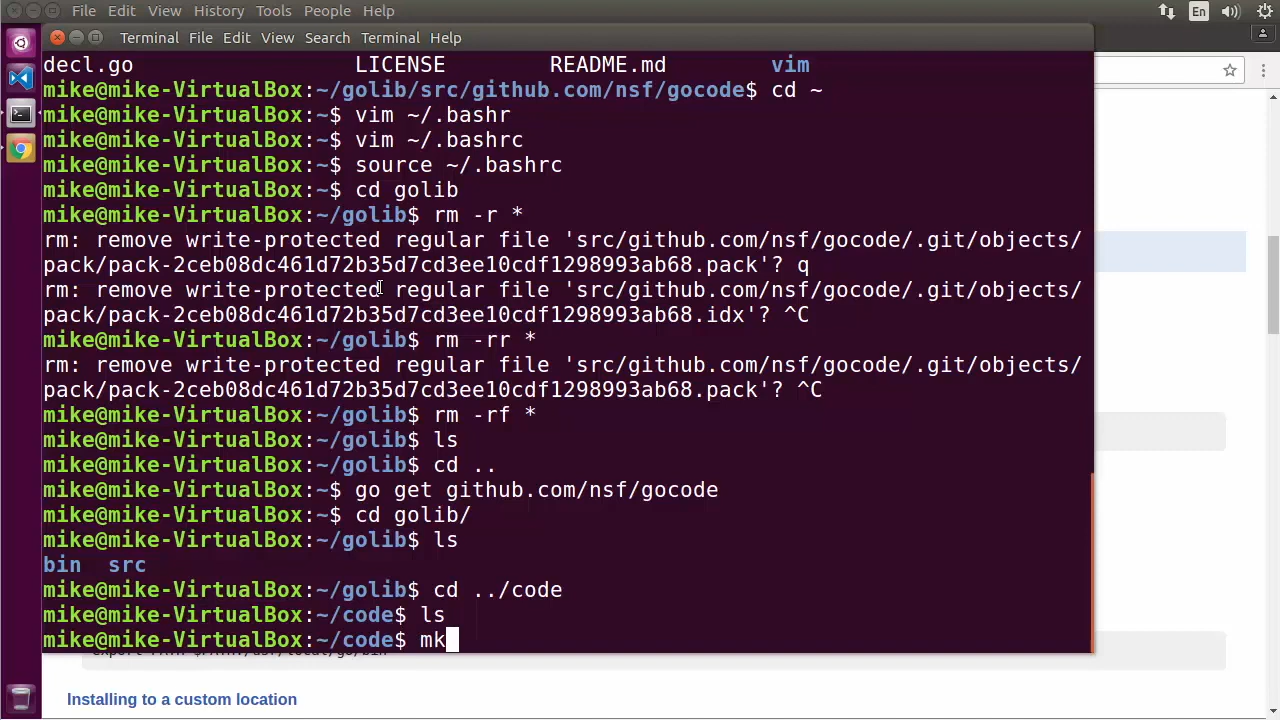 File Edit View History Tools People Help
En
Terminal File Edit View Search Terminal Help
decl.go LICENSE README.md vim
mike@mike-VirtualBox:~/golib/src/github.com/nsf/gocode$ cd ~
mike@mike-VirtualBox:~$ vim ~/.bashr
mike@mike-VirtualBox:~$ vim ~/.bashrc
mike@mike-VirtualBox:~$ source ~/.bashrc
mike@mike-VirtualBox:~$ cd golib
mike@mike-VirtualBox:~/golib$ rm -r *
rm: remove write-protected regular file 'src/github.com/nsf/gocode/.git/objects/
pack/pack-2ceb08dc461d72b35d7cd3ee10cdf1298993ab68.pack'? q
rm: remove write-protected regular file 'src/github.com/nsf/gocode/.git/objects/
pack/pack-2ceb08dc461d72b35d7cd3ee10cdf1298993ab68.idx'? ^C
mike@mike-VirtualBox:~/golib$ rm -rr *
rm: remove write-protected regular file 'src/github.com/nsf/gocode/.git/objects/
pack/pack-2ceb08dc461d72b35d7cd3ee10cdf1298993ab68.pack'? ^C
mike@mike-VirtualBox:~/golib$ rm -rf *
mike@mike-VirtualBox:~/golib$ ls
mike@mike-VirtualBox:~/golib$ cd ..
mike@mike-VirtualBox:~$ go get github.com/nsf/gocode
mike@mike-VirtualBox:~$ cd golib/
mike@mike-VirtualBox:~/golib$ ls
bin src
mike@mike-VirtualBox:~/golib$ cd ../code
mike@mike-VirtualBox:~/code$ ls
mike@mike-VirtualBox:~/code$ mk
Installing to a custom location